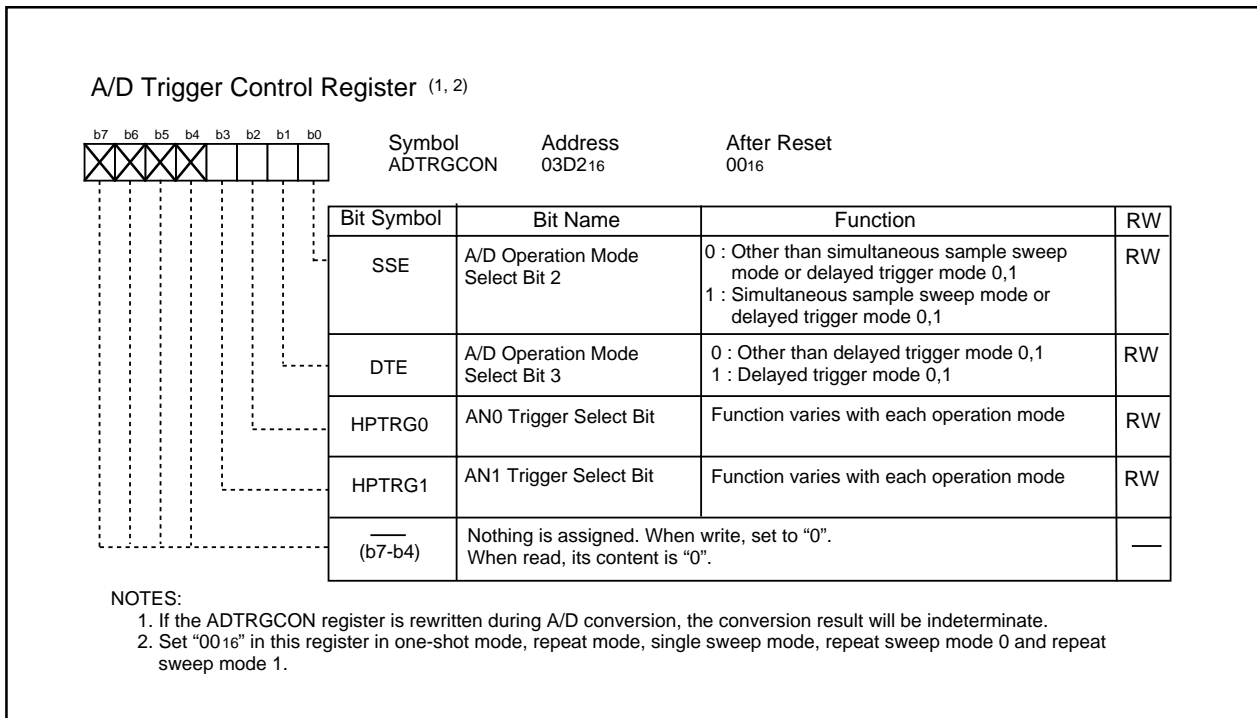 A/D Trigger Control Register (1, 2)
b7 b6 b5 b4 b3 b2 b1 b0
Symbol Address After Reset
ADTRGCON 03D216 0016
Bit Symbol Bit Name Function RW
SSE A/D Operation Mode Select Bit 2 0 : Other than simultaneous sample sweep RW
mode or delayed trigger mode 0,1
1 : Simultaneous sample sweep mode or
delayed trigger mode 0,1
DTE A/D Operation Mode Select Bit 3 0 : Other than delayed trigger mode 0,1 RW
1 : Delayed trigger mode 0,1
HPTRG0 AN0 Trigger Select Bit Function varies with each operation mode RW
HPTRG1 AN1 Trigger Select Bit Function varies with each operation mode RW
(b7-b4) Nothing is assigned. When write, set to “0”. —
When read, its content is “0”.
NOTES:
1. If the ADTRGCON register is rewritten during A/D conversion, the conversion result will be indeterminate.
2. Set “0016” in this register in one-shot mode, repeat mode, single sweep mode, repeat sweep mode 0 and repeat
sweep mode 1.